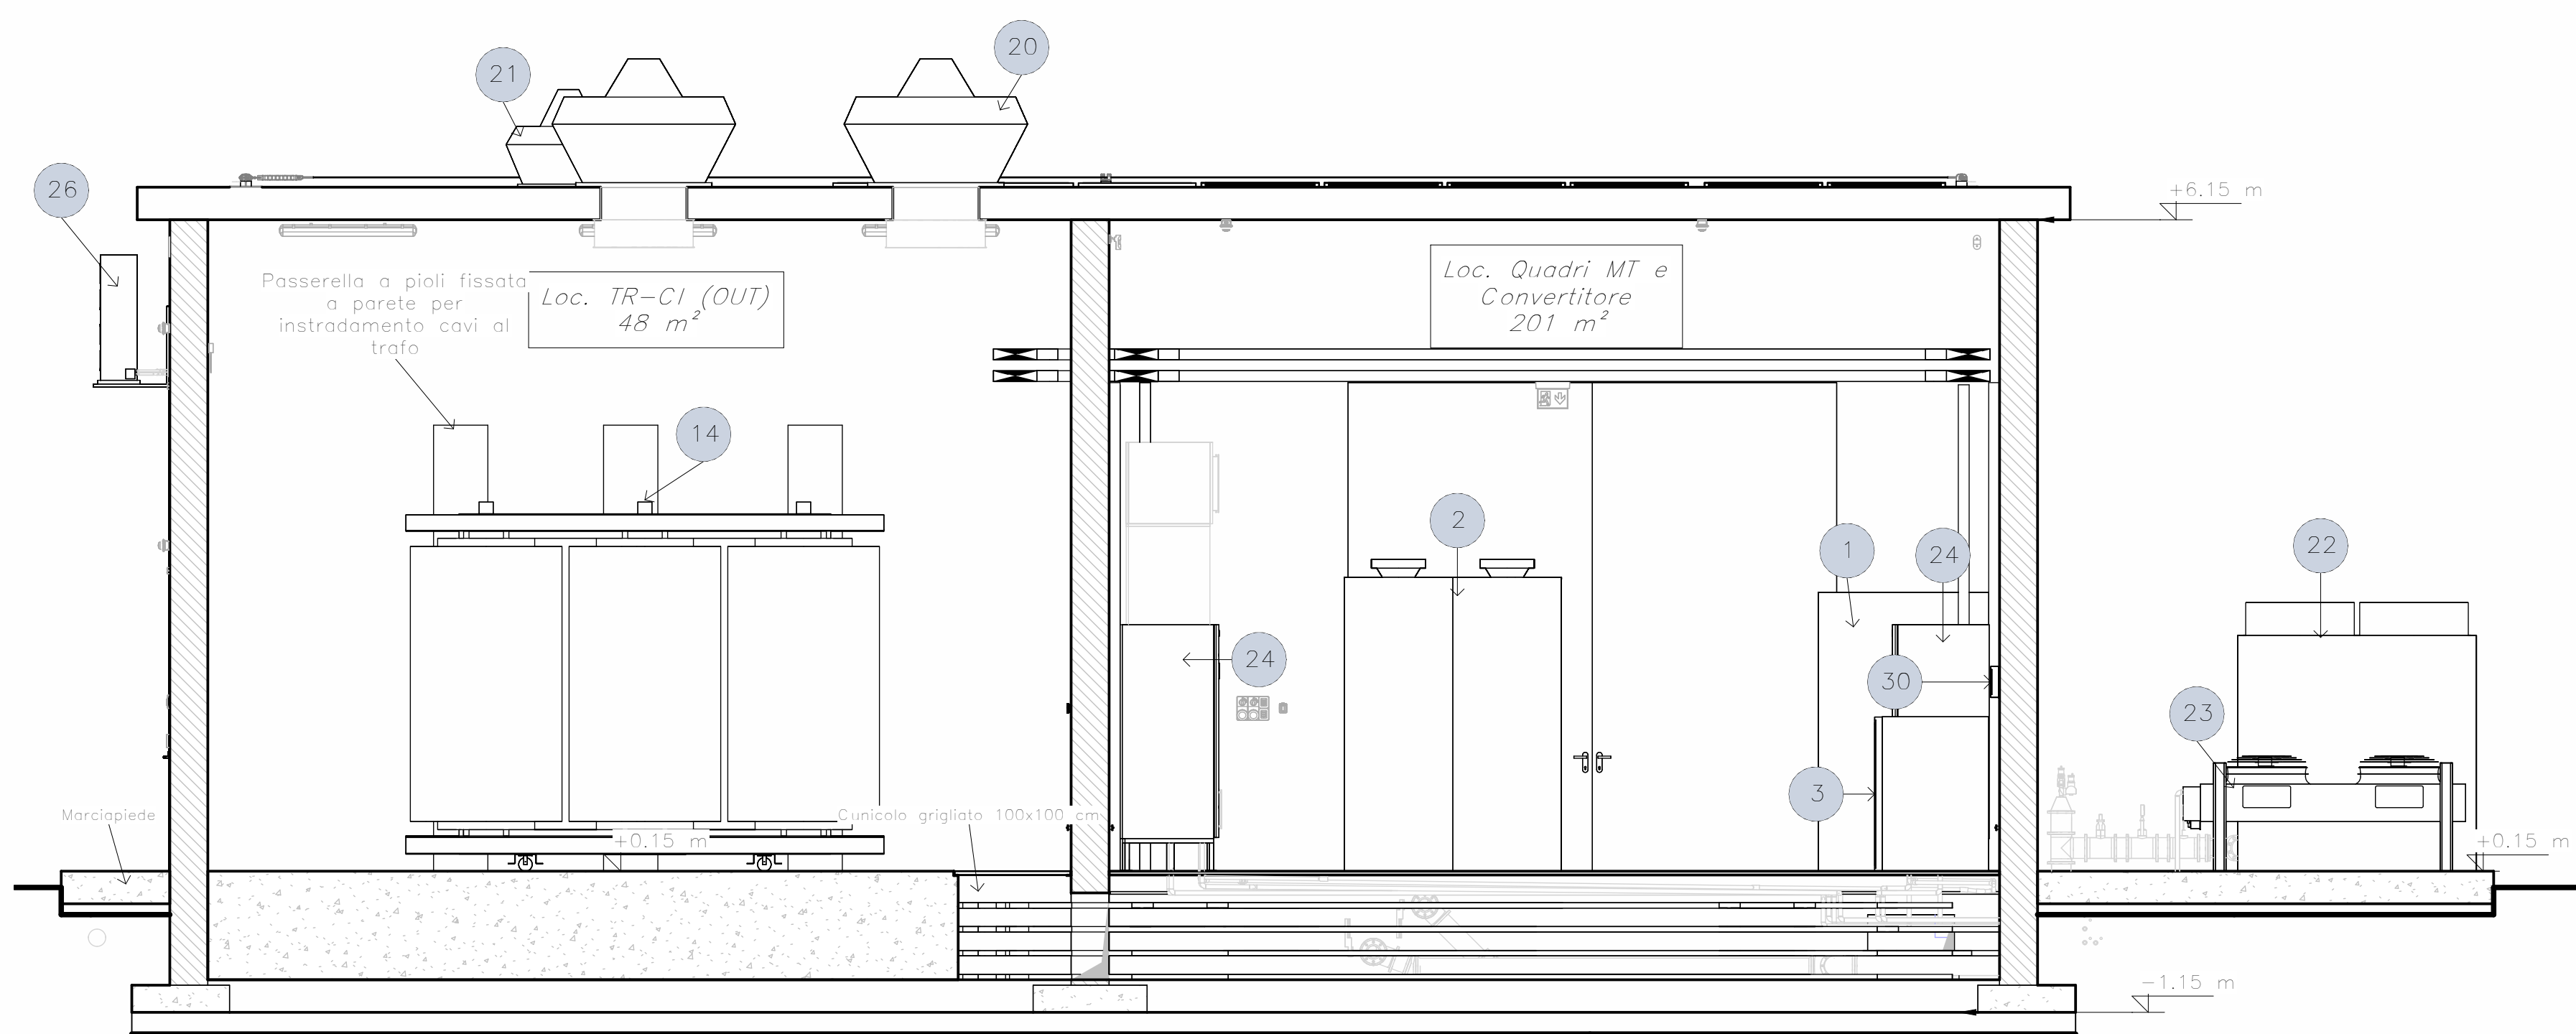 20
21
26
+6.15 m
Passerella a pioli fissata
a parete per
instradamento cavi al
trafo
Loc. TR-CI (OUT)
48 m²
Loc. Quadri MT e
Convertitore
201 m²
14
2
1
24
22
24
30
23
3
Marciapiede
Cunicolo grigliato 100x100 cm
+0.15 m
+0.15 m
-1.15 m